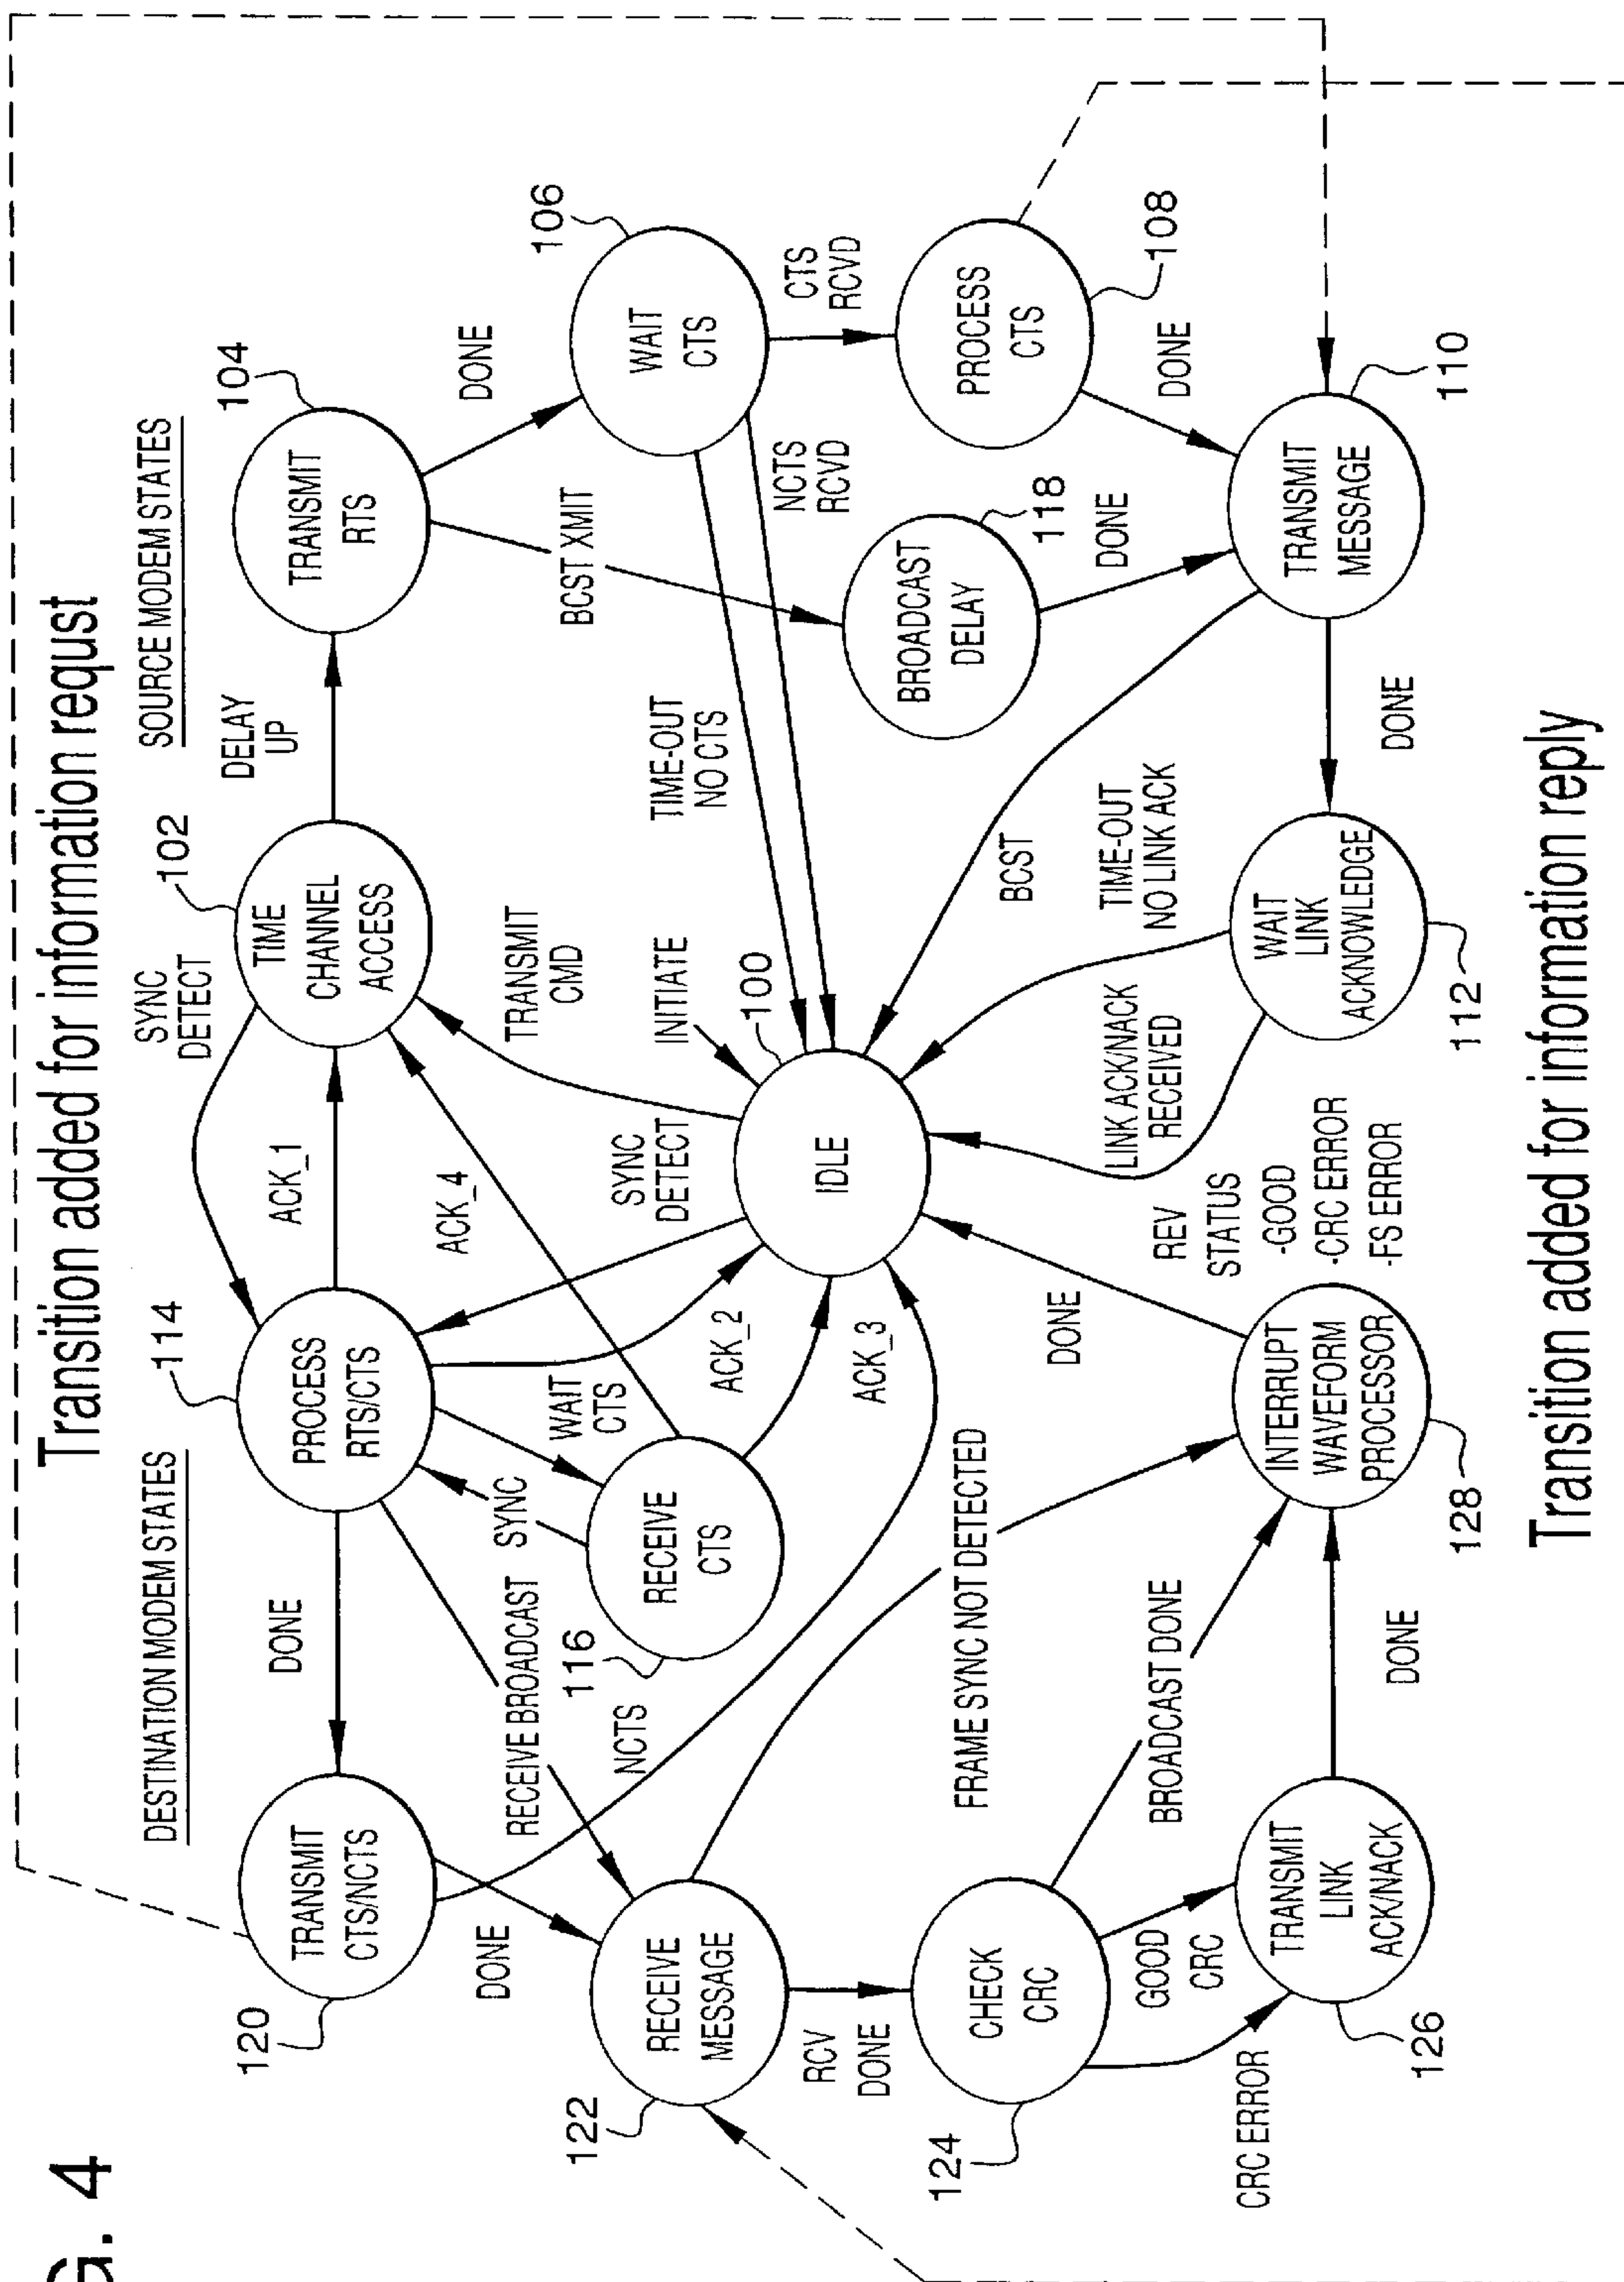 G. 4
Transition added for information requst
DESTINATION MODEM STATES
SOURCE MODEM STATES
120
TRANSMIT
CTS/NCTS
DONE
114
PROCESS
RTS/CTS
SYNC
DETECT
ACK_1
102
TIME
CHANNEL
ACCESS
DELAY
UP
104
TRANSMIT
RTS
DONE
ACK_4
TRANSMIT
CMD
BCST XMIT
106
WAIT
CTS
DONE
RECEIVE BROADCAST
SYNC
WAIT
CTS
SYNC
DETECT
INITIATE
TIME-OUT
NO CTS
NCTS
RCVD
CTS
RCVD
122
RECEIVE
MESSAGE
NCTS
116
RECEIVE
CTS
ACK_2
ACK_3
100
IDLE
BROADCAST
DELAY
118
PROCESS
CTS
108
RCV
DONE
FRAME SYNC NOT DETECTED
DONE
BCST
DONE
DONE
124
CHECK
CRC
BROADCAST DONE
REV
STATUS
-GOOD
-CRC ERROR
-FS ERROR
LINK ACK/NACK
RECEIVED
TIME-OUT
NO LINK ACK
CRC ERROR
GOOD
CRC
TRANSMIT
LINK
ACK/NACK
126
DONE
INTERRUPT
WAVEFORM
PROCESSOR
128
WAIT
LINK
ACKNOWLEDGE
112
DONE
TRANSMIT
MESSAGE
110
Transition added for information reply